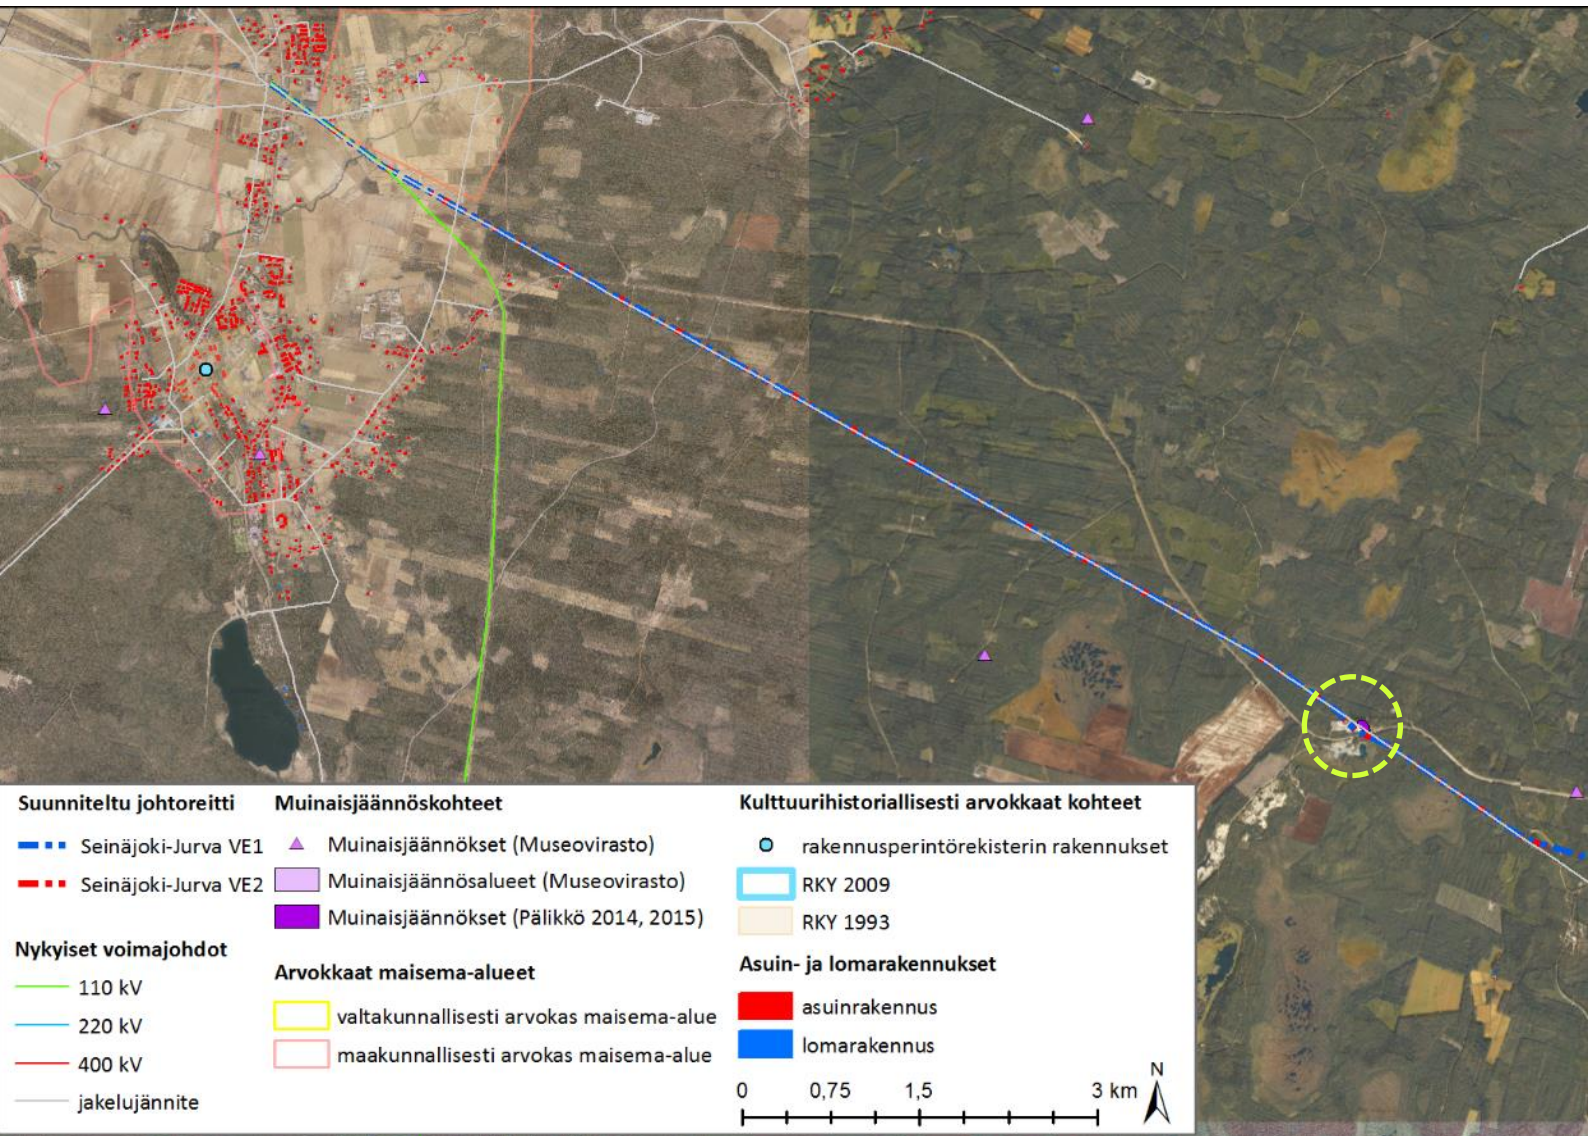 Suunniteltu johtoreitti
Seinäjoki-Jurva VE1
Seinäjoki-Jurva VE2
Nykyiset voimajohdot
110 kV
220 kV
400 kV
jakelujännite
Muinaisjäännöskohteet
Muinaisjäännökset (Museovirasto)
Muinaisjäännösalueet (Museovirasto)
Muinaisjäännökset (Pälikkö 2014, 2015)
Arvokkaat maisema-alueet
valtakunnallisesti arvokas maisema-alue
maakunnallisesti arvokas maisema-alue
Kulttuurihistoriallisesti arvokkaat kohteet
rakennusperintörekisterin rakennukset
RKY 2009
RKY 1993
Asuin- ja lomarakennukset
asuinrakennus
lomarakennus
0 0,75 1,5 3 km
N